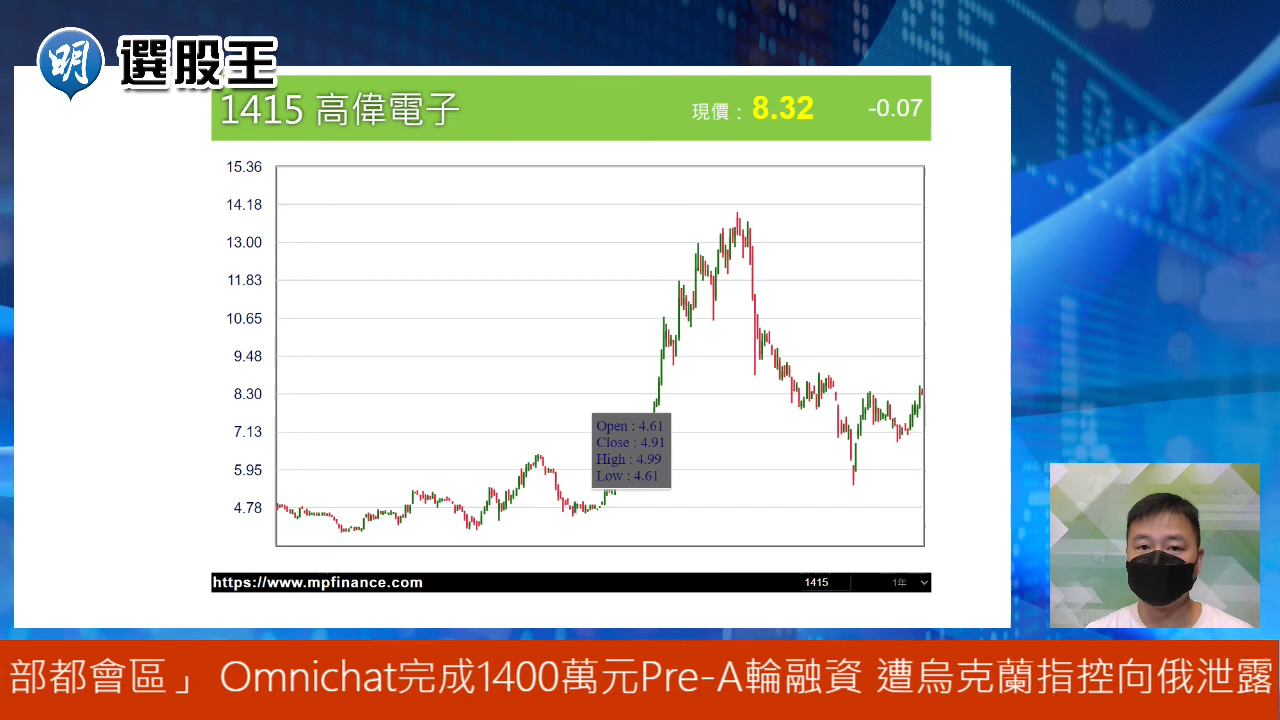 明 選股王
1415 高偉電子
現價： 8.32 -0.07
15.36
14.18
13.00
11.83
10.65
9.48
8.30
7.13
5.95
4.78
Open : 4.61
Close : 4.91
High : 4.99
Low : 4.61
https://www.mpfinance.com 1415 1年
部都會區」 Omnichat完成1400萬元Pre-A輪融資 遭烏克蘭指控向俄泄露